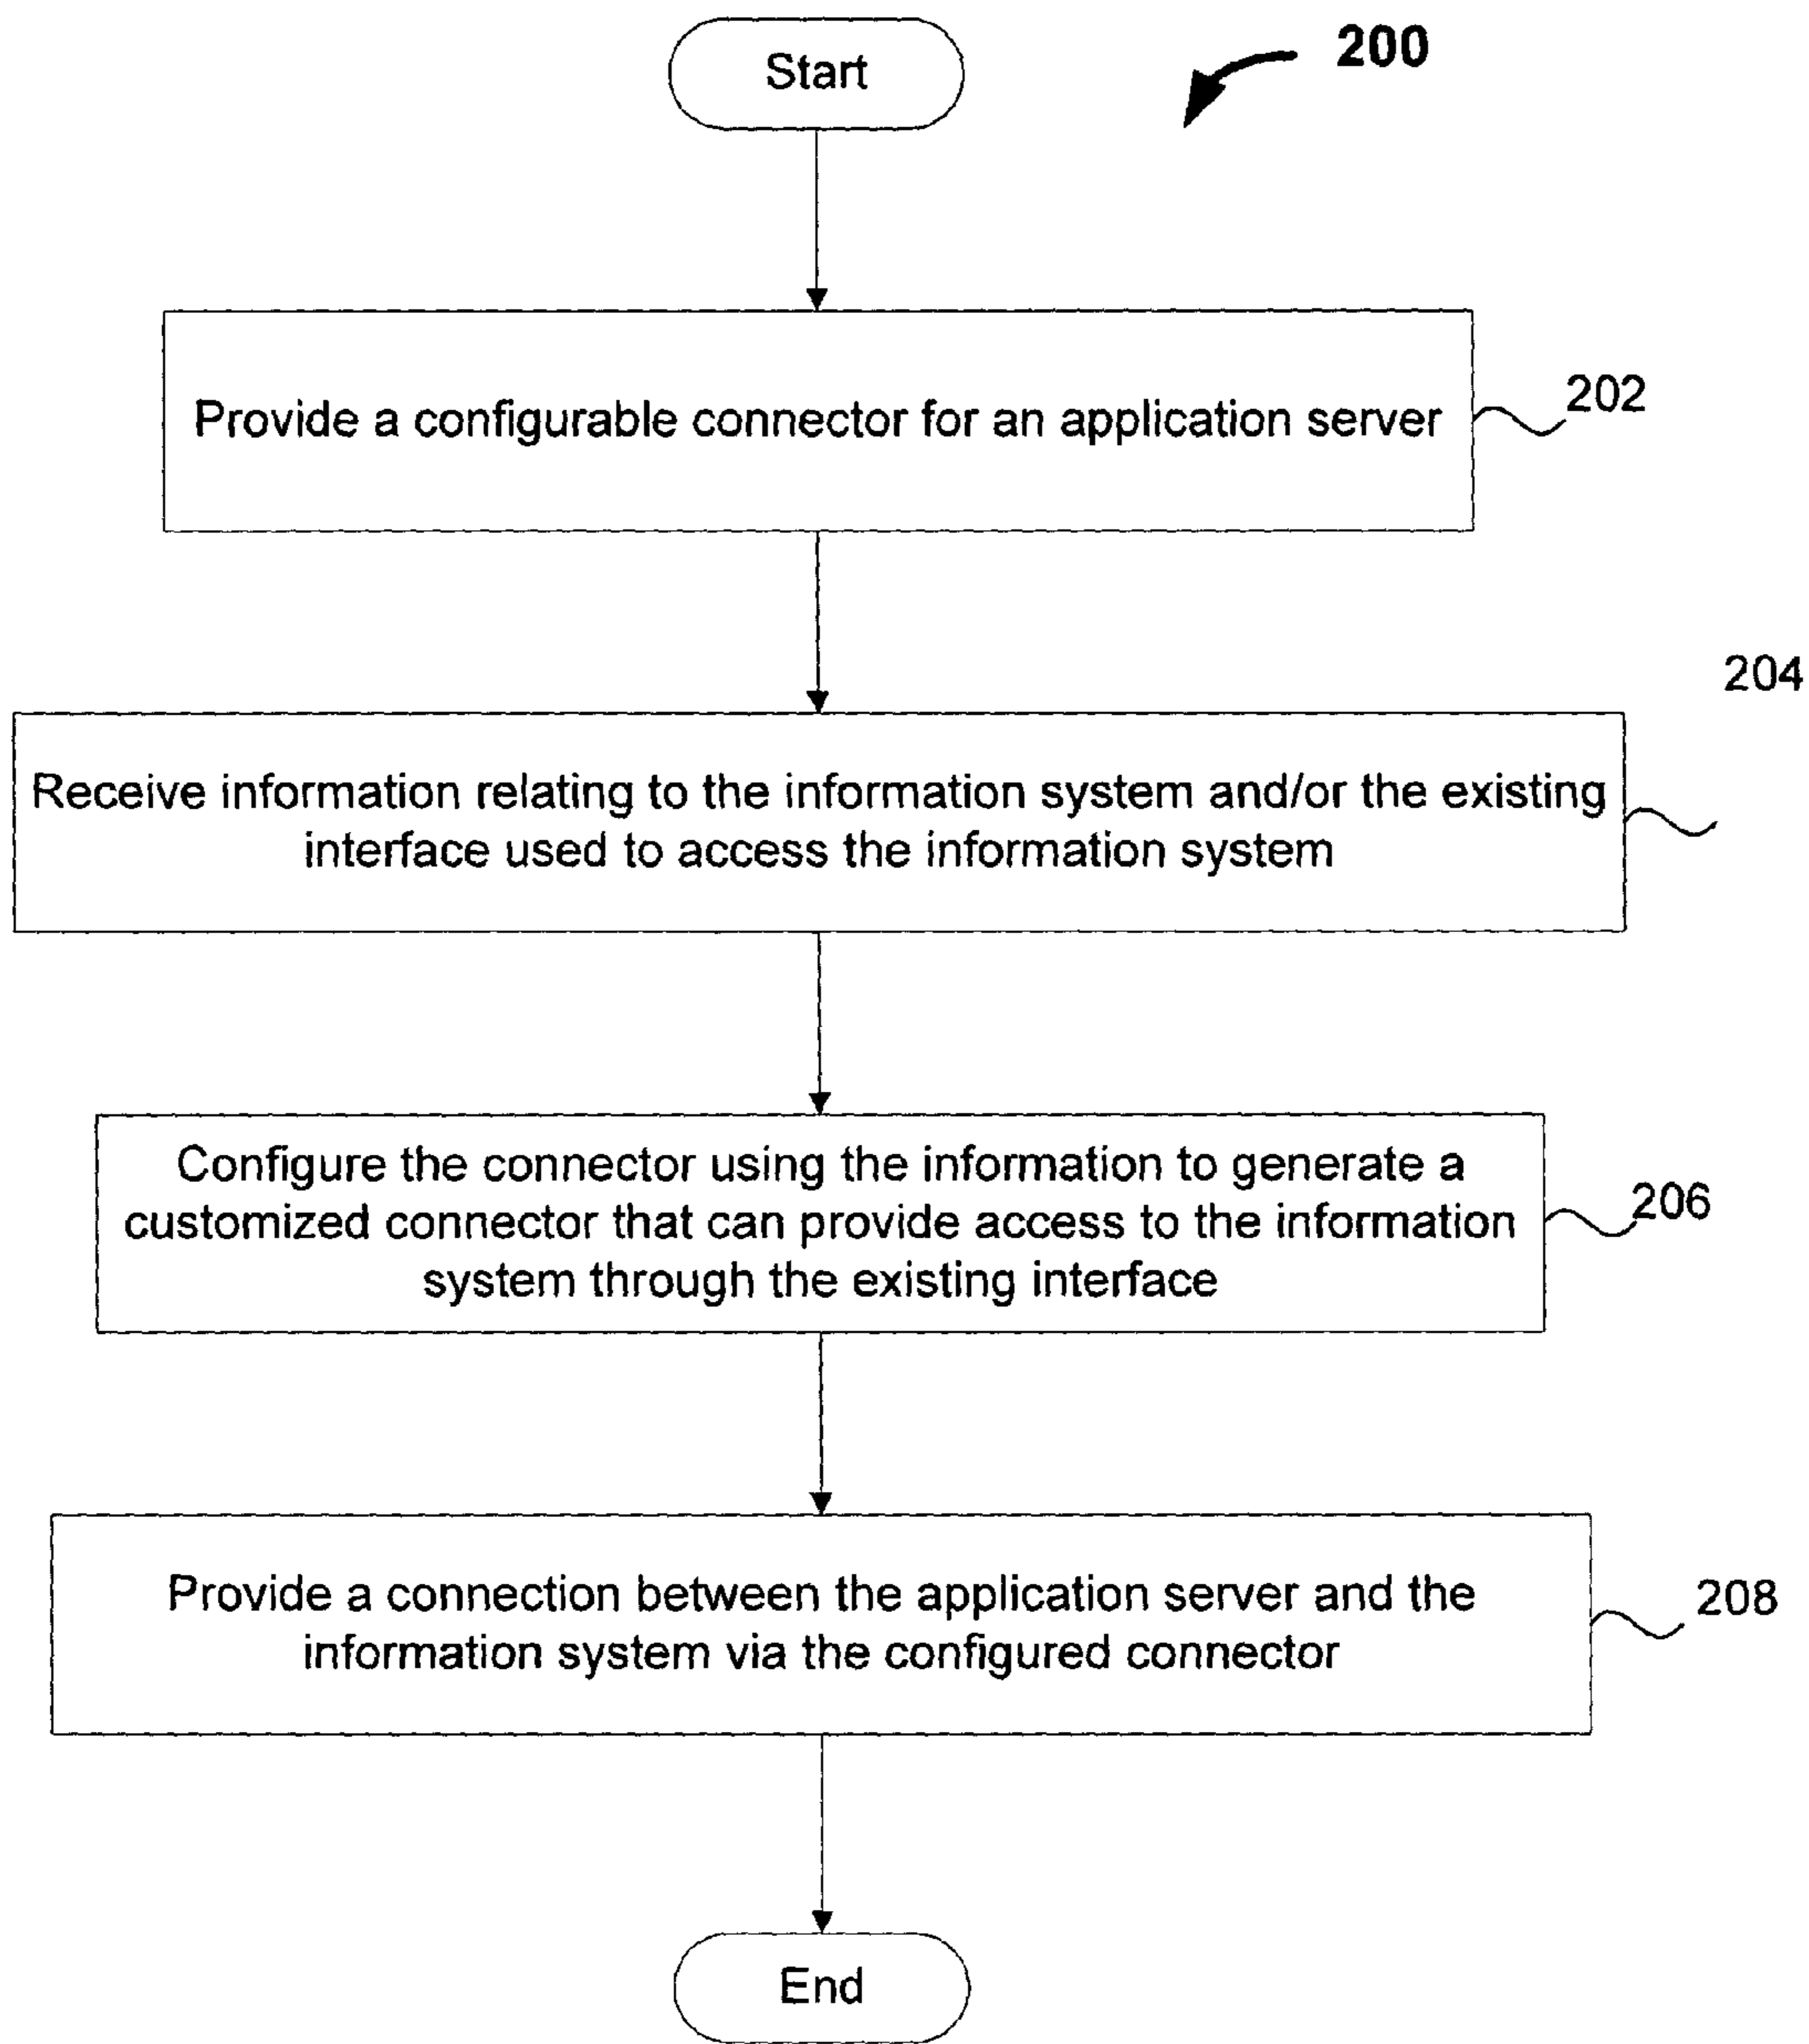 Start
200
Provide a configurable connector for an application server
202
204
Receive information relating to the information system and/or the existing
interface used to access the information system
Configure the connector using the information to generate a
customized connector that can provide access to the information
system through the existing interface
206
Provide a connection between the application server and the
information system via the configured connector
208
End